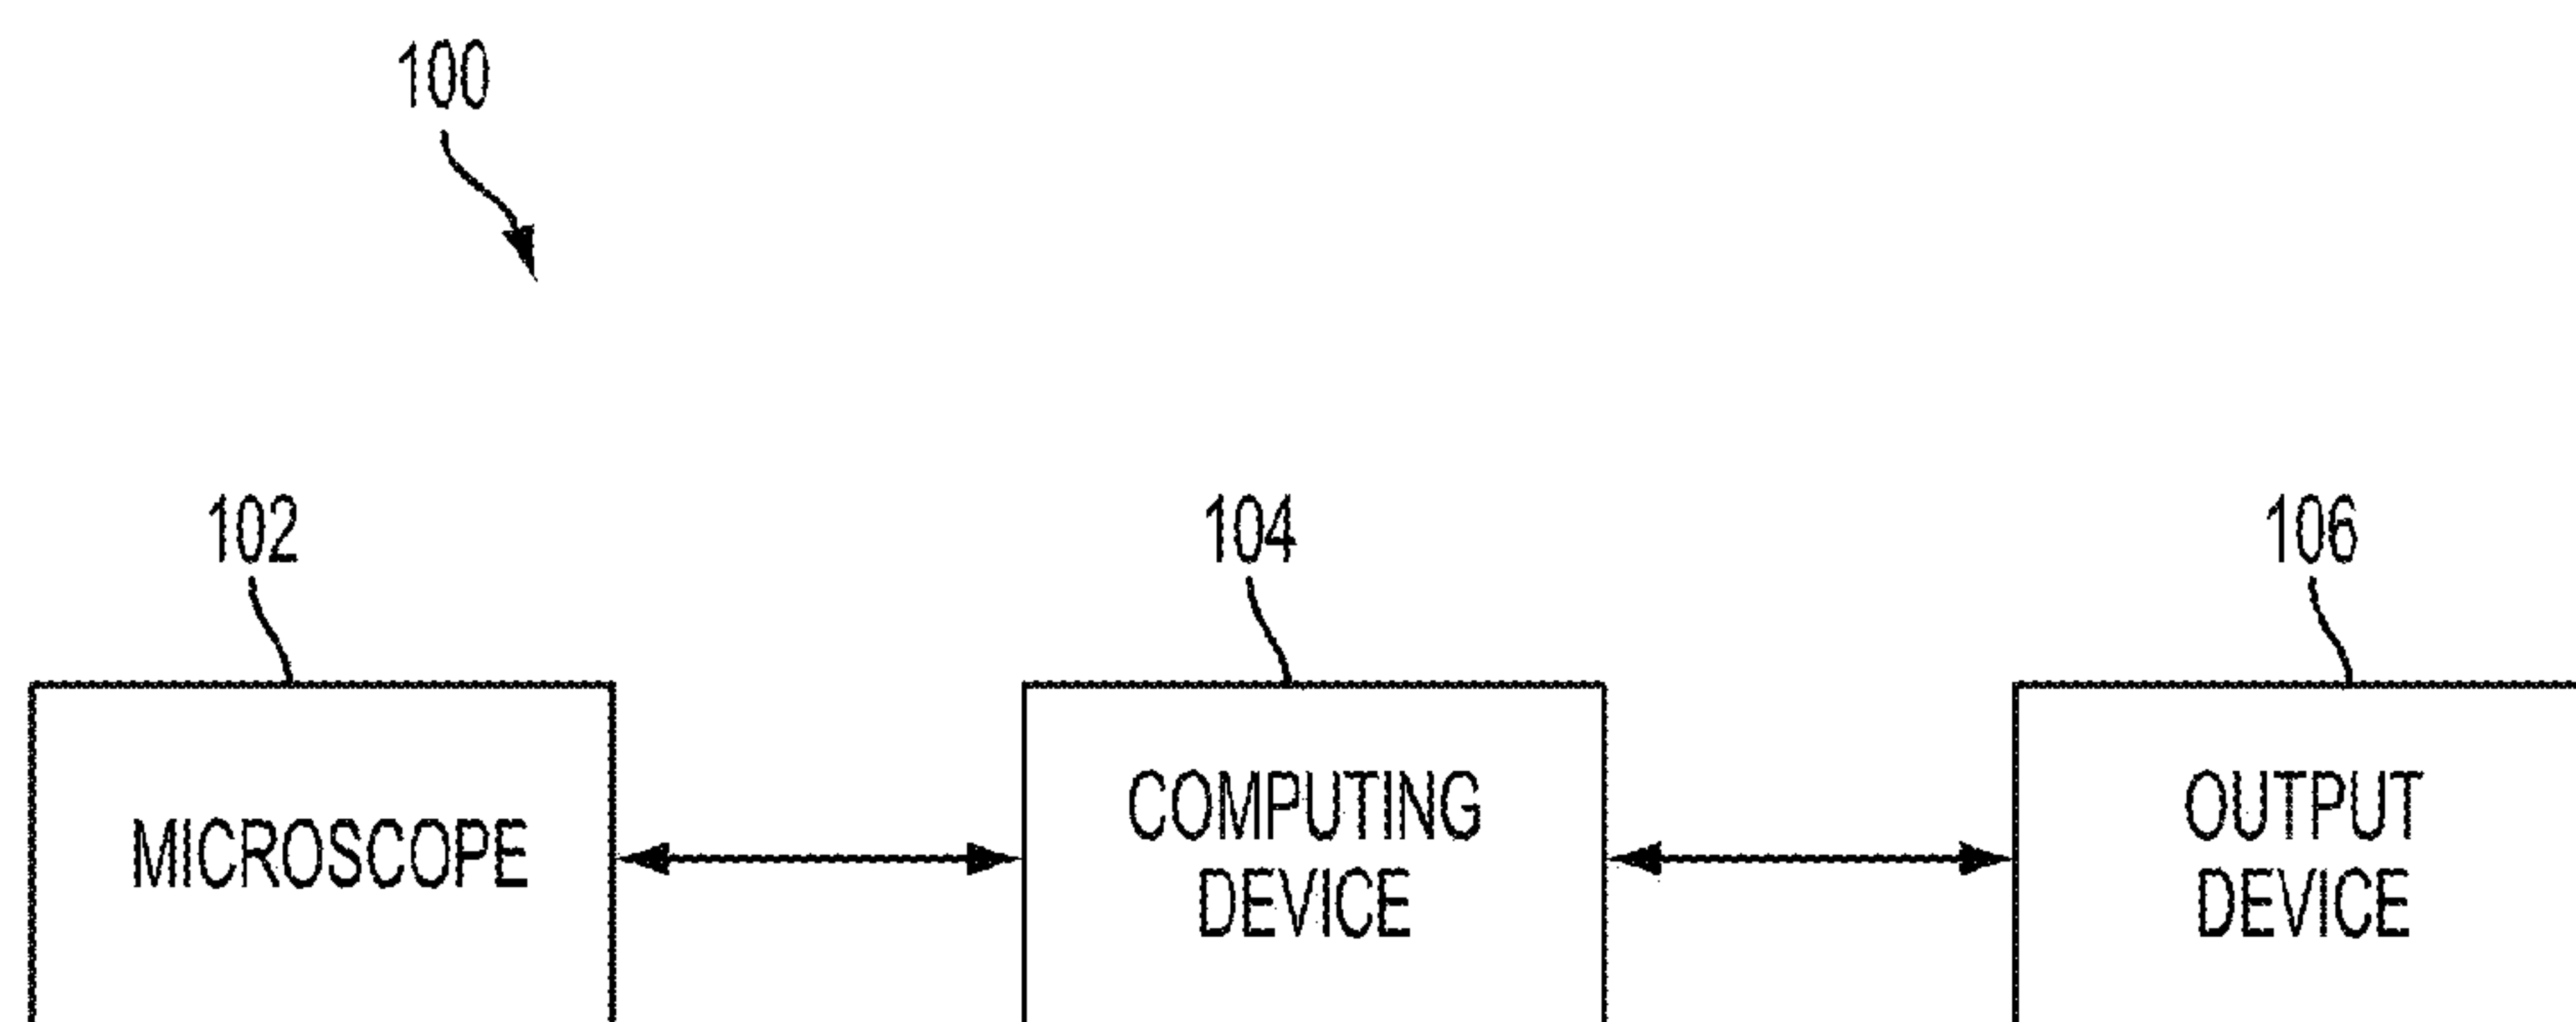 100
102
104
106
MICROSCOPE
COMPUTING
DEVICE
OUTPUT
DEVICE